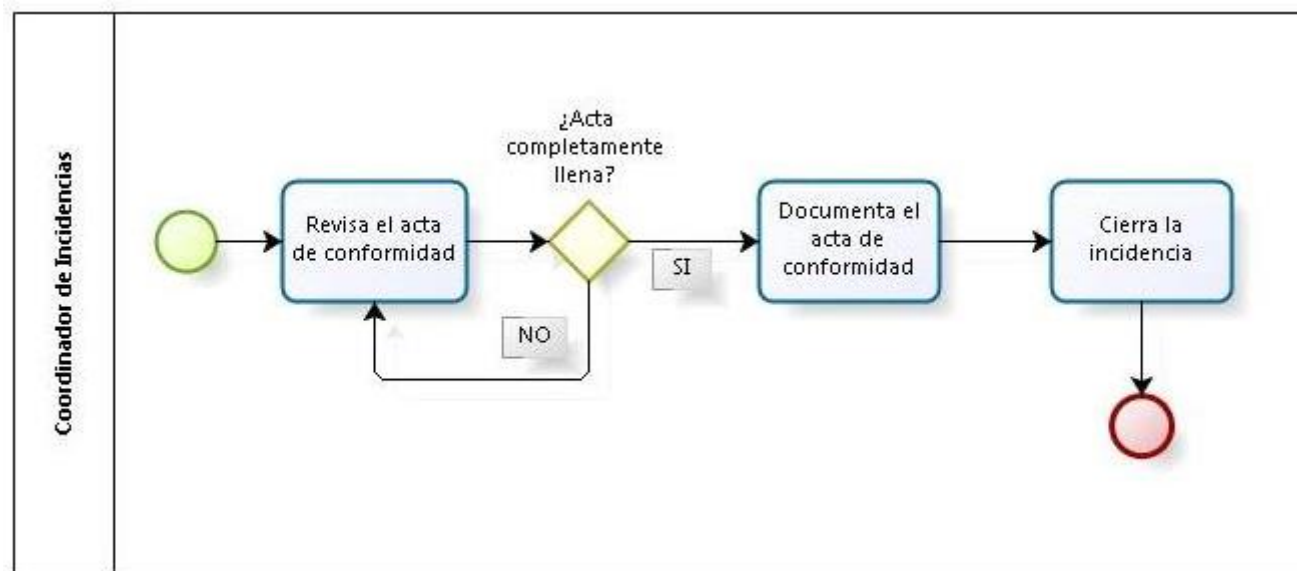 Coordinador de Incidencias
Revisa el acta
de conformidad
¿Acta
completamente
llena?
NO
SI
Documenta el
acta de
conformidad
Cierra la
incidencia